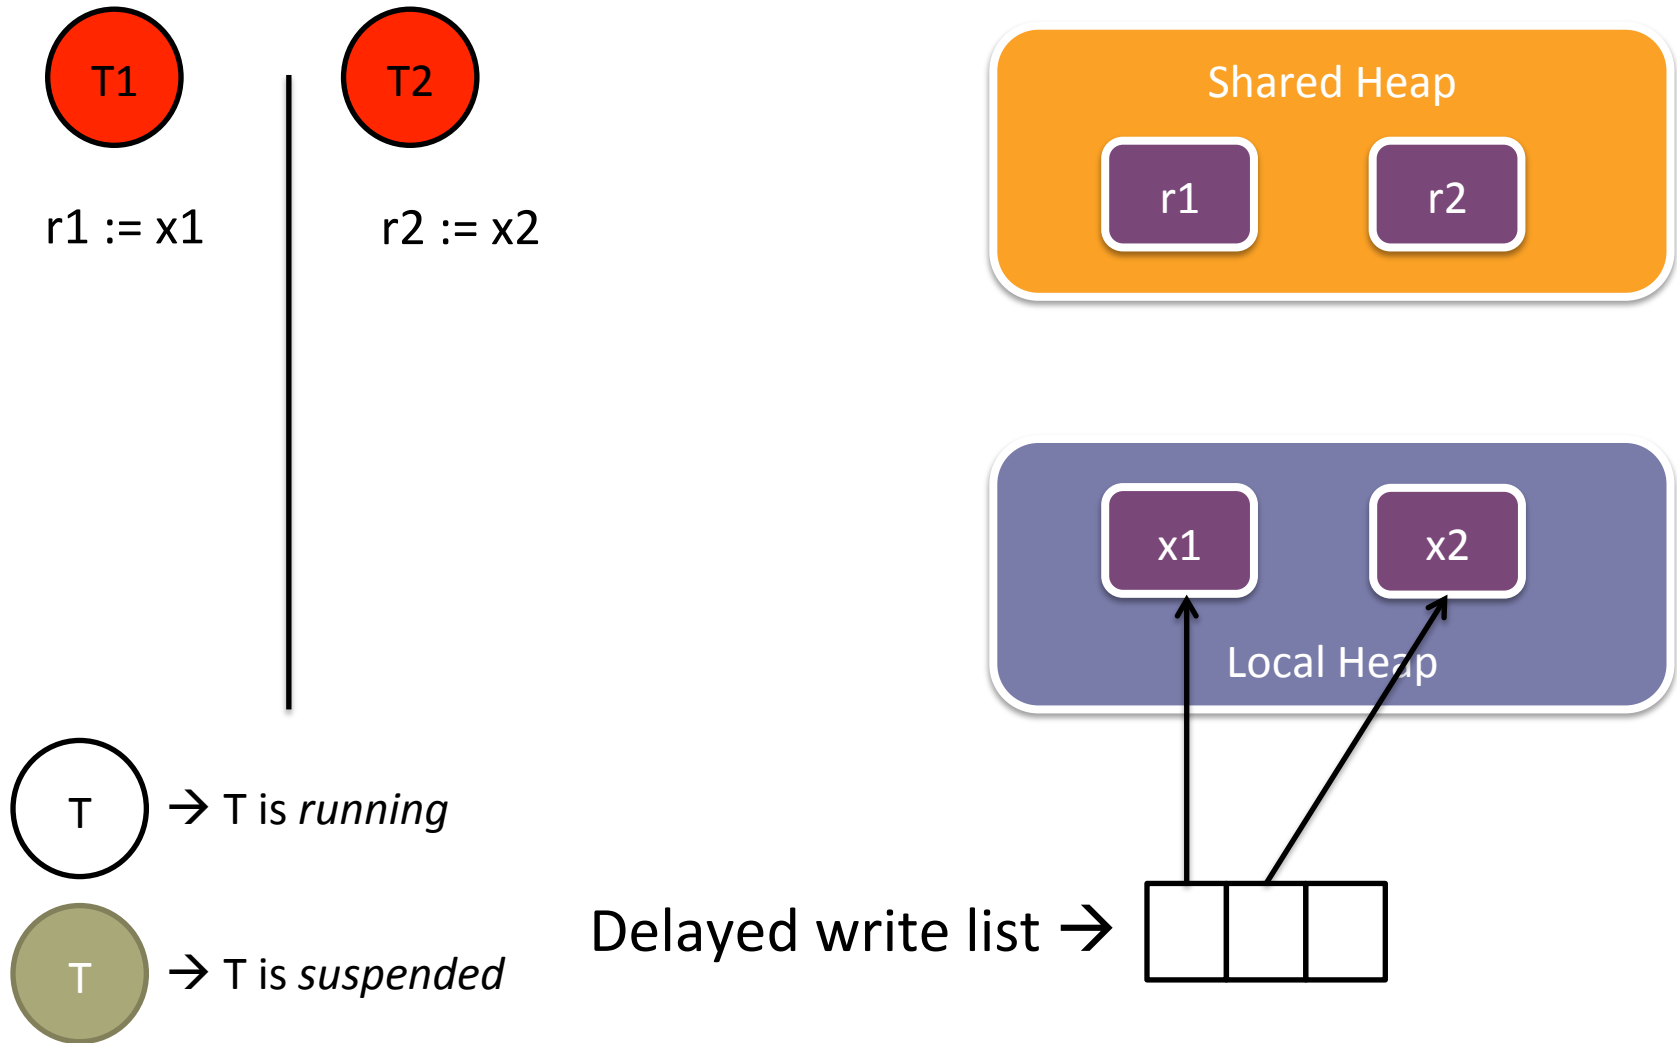 T1
T2
r1 := x1
r2 := x2
Shared Heap
r1
r2
x1
x2
Local Heap
T → T is running
T → T is suspended
Delayed write list →